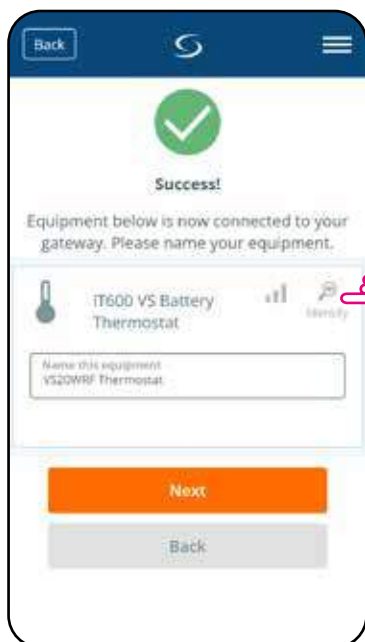 Back
Success!
Equipment below is now connected to your
gateway. Please name your equipment.
iT600 VS Battery
Thermostat
Identify
Name this equipment
VS20WRF Thermostat
Next
Back